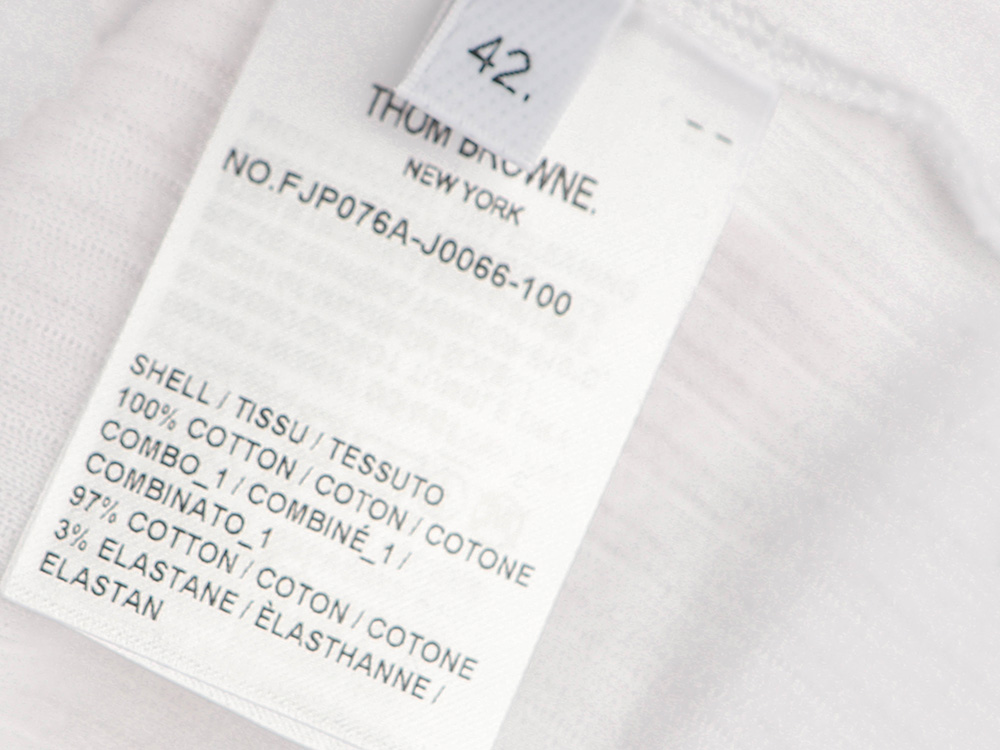 42.
THOM BROWNE.
NEW YORK
NO.FJP076A-J0066-100
SHELL / TISSU / TESSUTO
100% COTTON / COTON / COTONE
COMBO_1 / COMBINÉ_1 /
COMBINATO_1
97% COTTON / COTON / COTONE
3% ELASTANE / ÈLASTHANNE /
ELASTAN